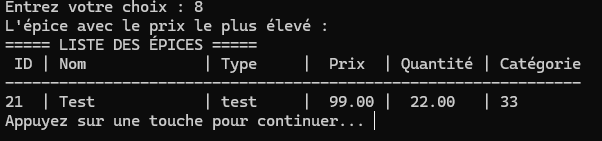 Entrez votre choix : 8
L'épice avec le prix le plus élevé :
===== LISTE DES ÉPICES =====
 ID | Nom             | Type     |  Prix  | Quantité | Catégorie
----------------------------------------------------------------
21  | Test            | test     |  99.00 |  22.00   | 33
Appuyez sur une touche pour continuer...